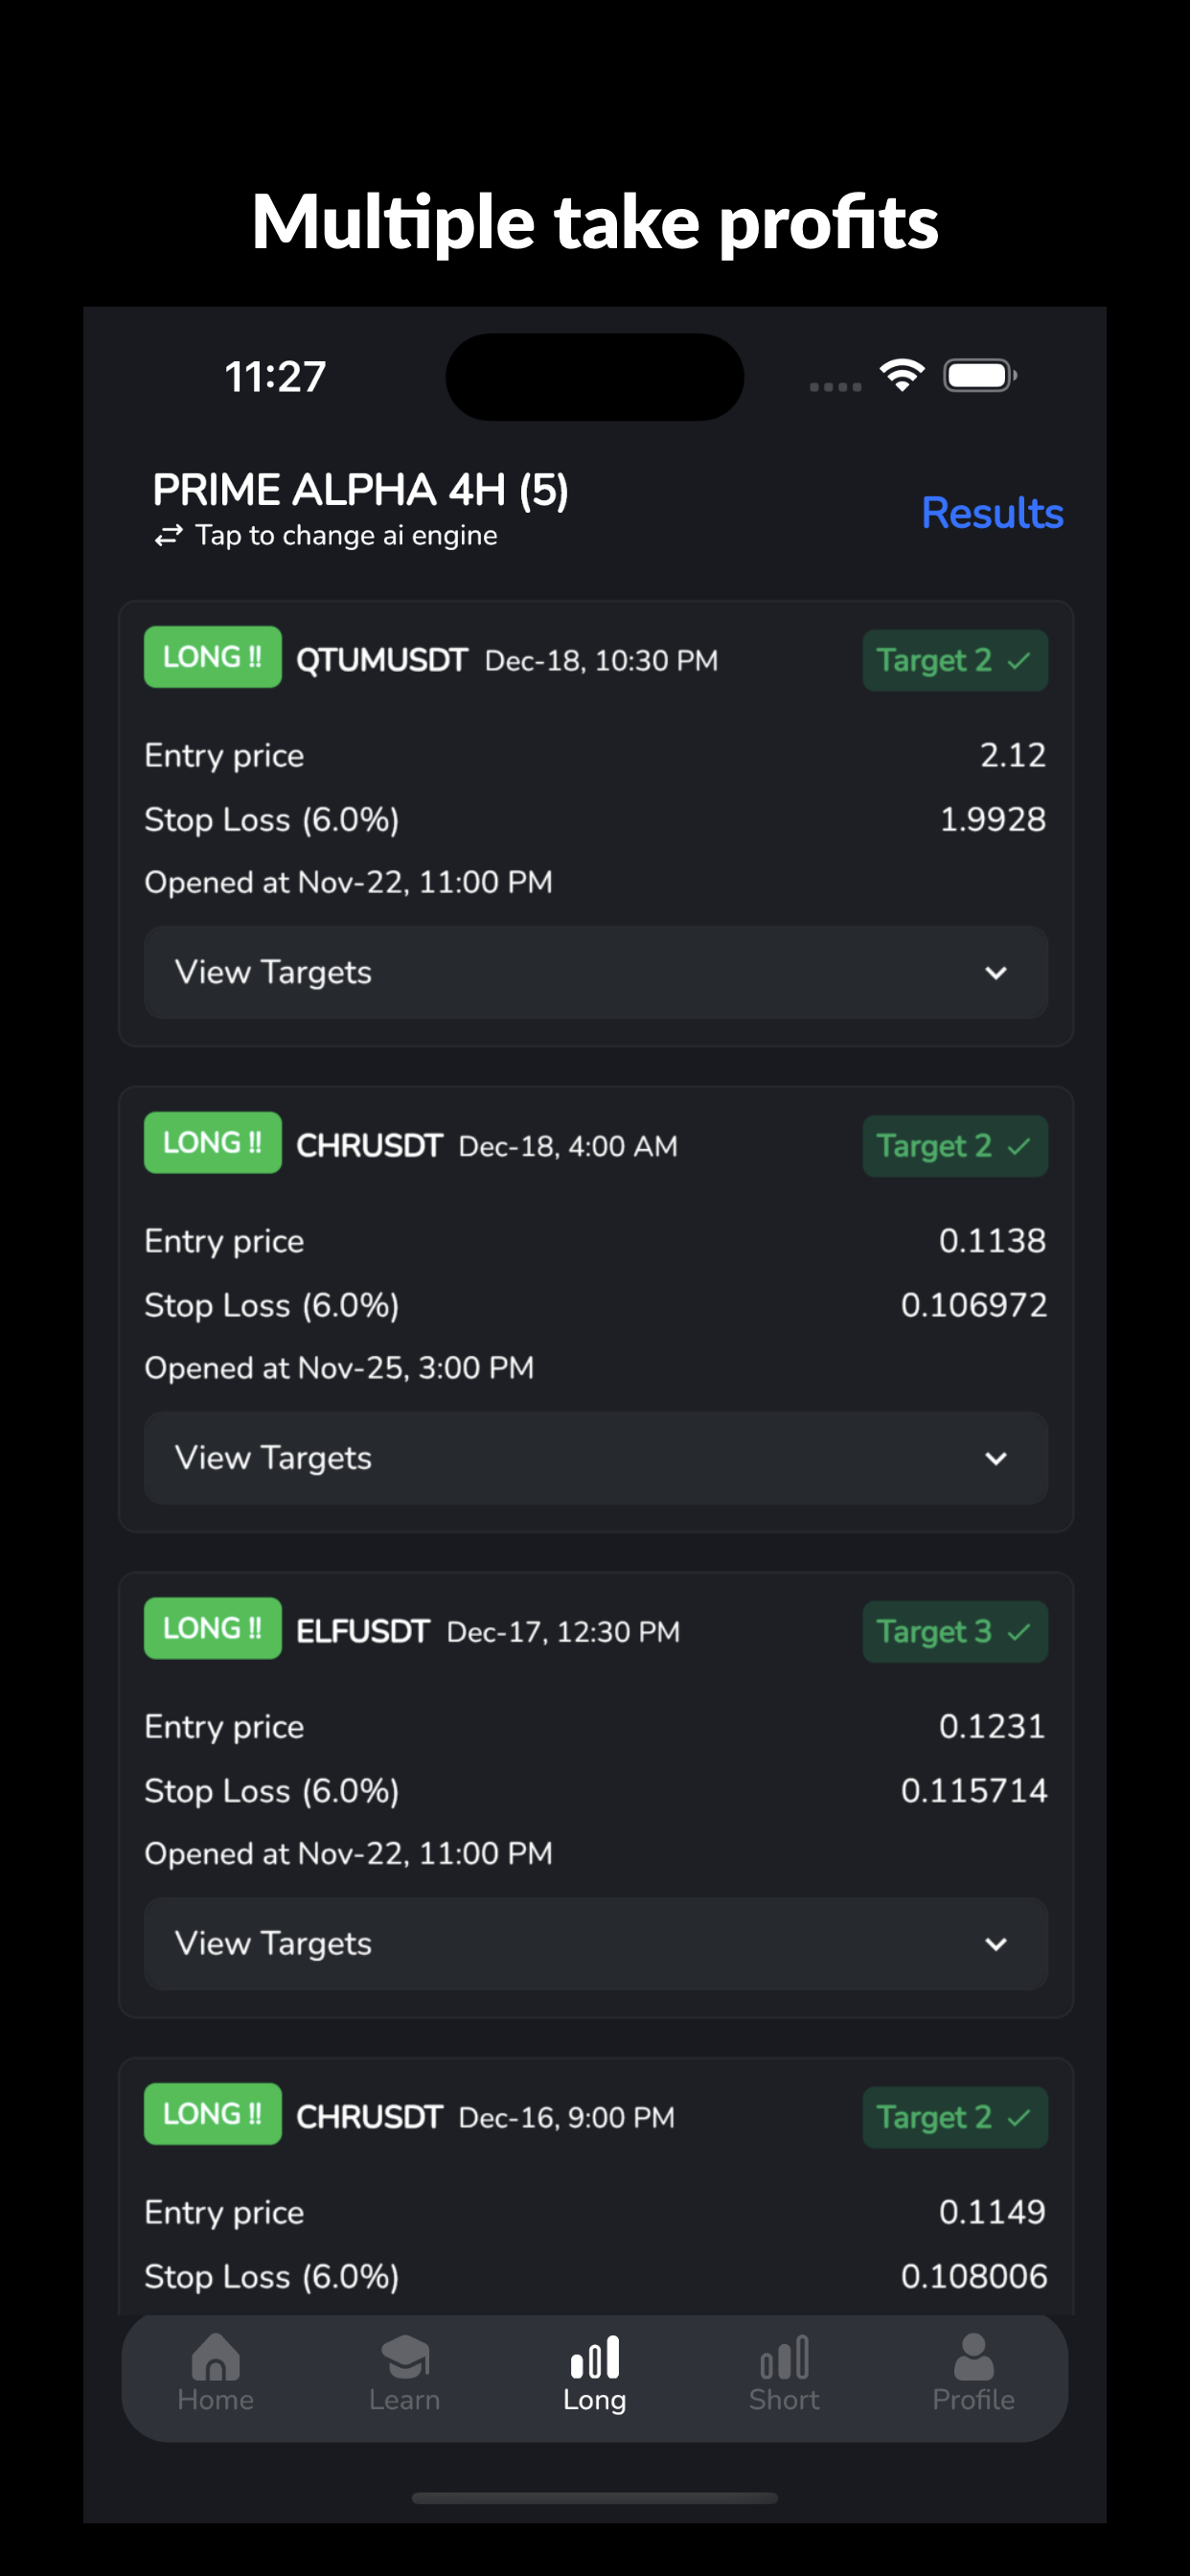 Multiple take profits
11:27
PRIME ALPHA 4H (5)
Tap to change ai engine
Results
LONG !! QTUMUSDT Dec-18, 10:30 PM Target 2 ✓
Entry price 2.12
Stop Loss (6.0%) 1.9928
Opened at Nov-22, 11:00 PM
View Targets
LONG !! CHRUSDT Dec-18, 4:00 AM Target 2 ✓
Entry price 0.1138
Stop Loss (6.0%) 0.106972
Opened at Nov-25, 3:00 PM
View Targets
LONG !! ELFUSDT Dec-17, 12:30 PM Target 3 ✓
Entry price 0.1231
Stop Loss (6.0%) 0.115714
Opened at Nov-22, 11:00 PM
View Targets
LONG !! CHRUSDT Dec-16, 9:00 PM Target 2 ✓
Entry price 0.1149
Stop Loss (6.0%) 0.108006
Home Learn Long Short Profile